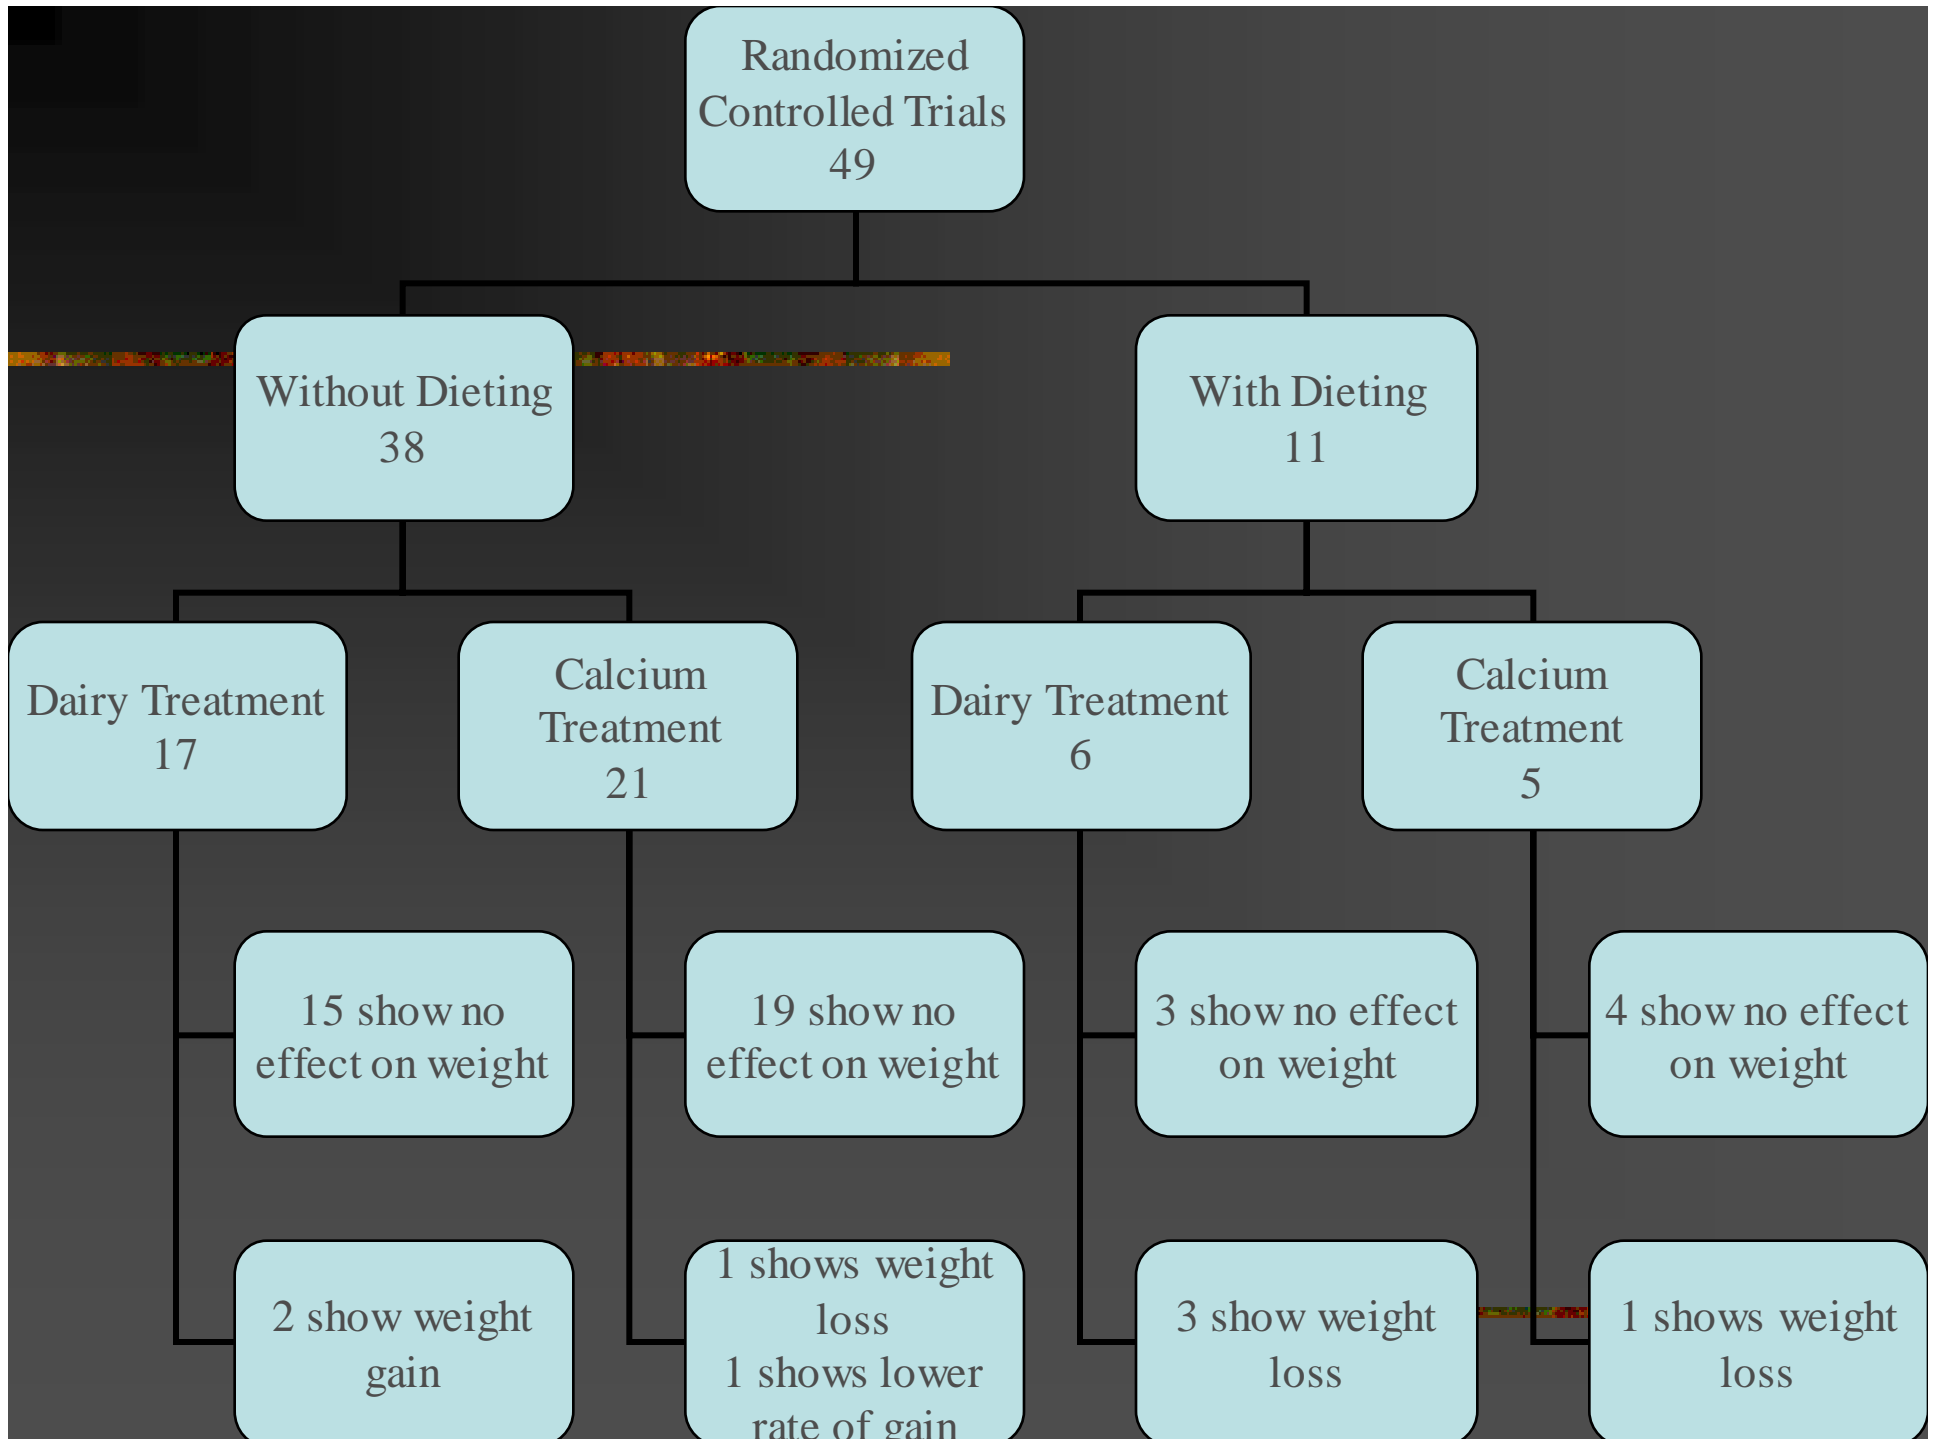 Randomized
Controlled Trials
49
Without Dieting
38
With Dieting
11
Dairy Treatment
17
Calcium
Treatment
21
Dairy Treatment
6
Calcium
Treatment
5
15 show no
effect on weight
19 show no
effect on weight
3 show no effect
on weight
4 show no effect
on weight
2 show weight
gain
1 shows weight
loss
1 shows lower
rate of gain
3 show weight
loss
1 shows weight
loss